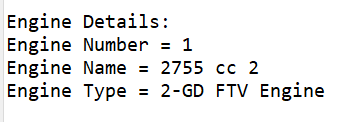 Engine Details:
Engine Number = 1
Engine Name = 2755 cc 2
Engine Type = 2-GD FTV Engine